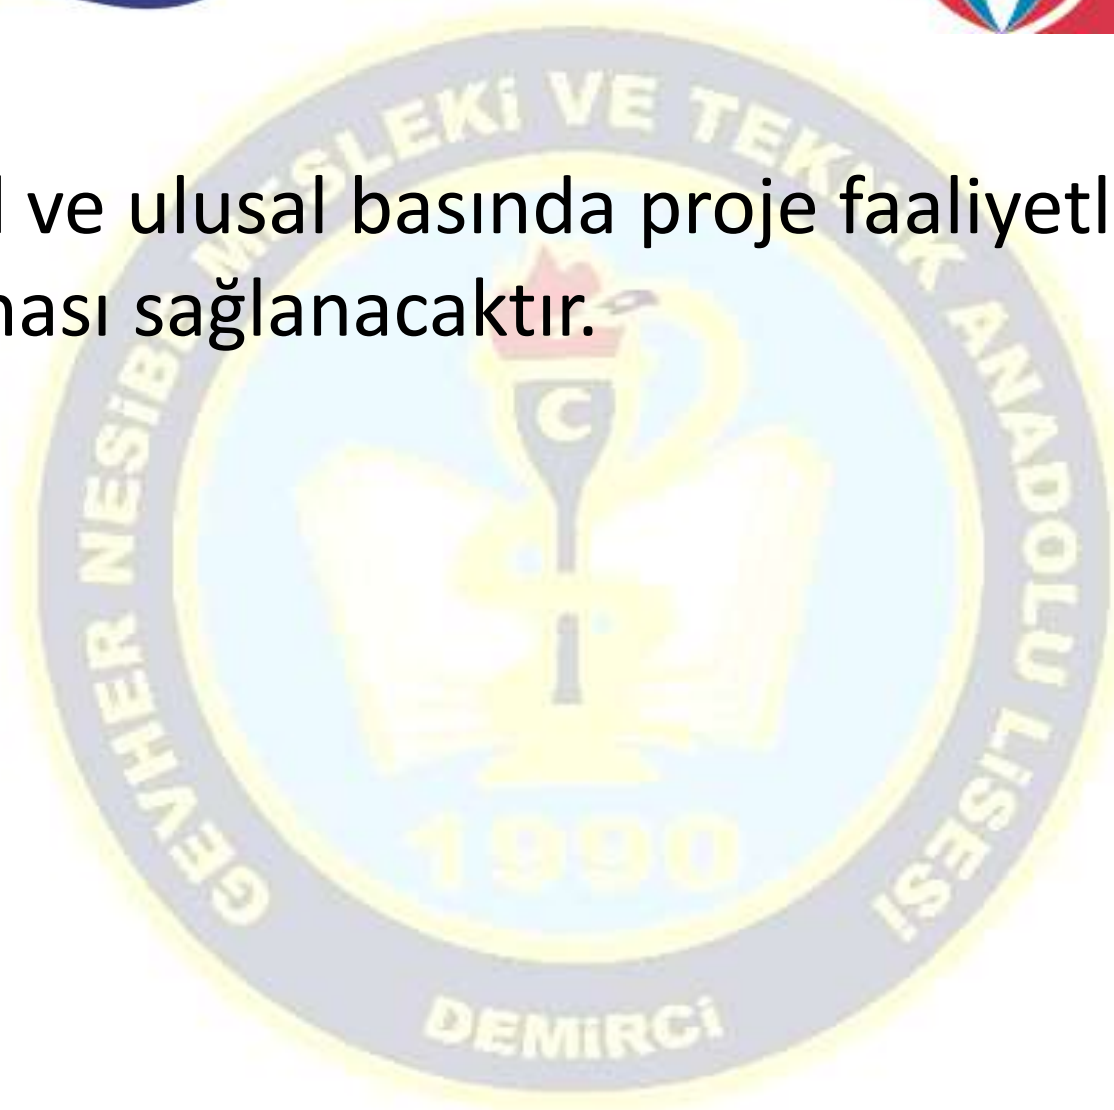 ve ulusal basında proje faaliyetl
ması sağlanacaktır.
GEVHER NESİBE MESLEKİ VE TEKNİK ANADOLU LİSESİ
C
1990
DEMİRCİ